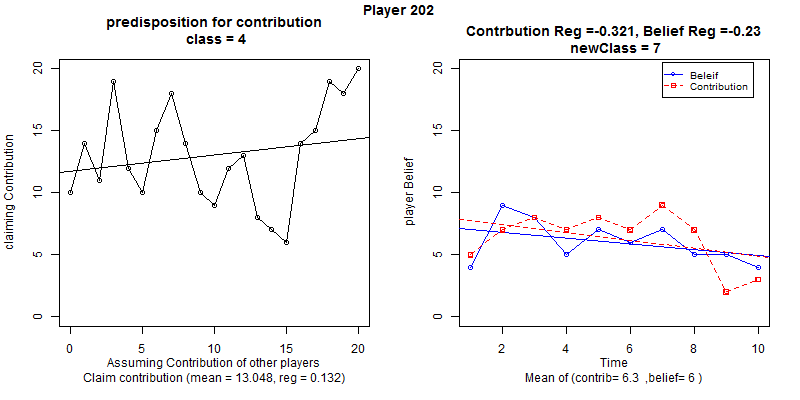 Player 202
predisposition for contribution
class = 4
claiming Contribution
20
15
10
5
0
0 5 10 15 20
Assuming Contribution of other players
Claim contribution (mean = 13.048, reg = 0.132)
Contrbution Reg =-0.321, Belief Reg =-0.23
newClass = 7
Beleif
Contribution
player Belief
20
15
10
5
0
2 4 6 8 10
Time
Mean of (contrib= 6.3 ,belief= 6 )